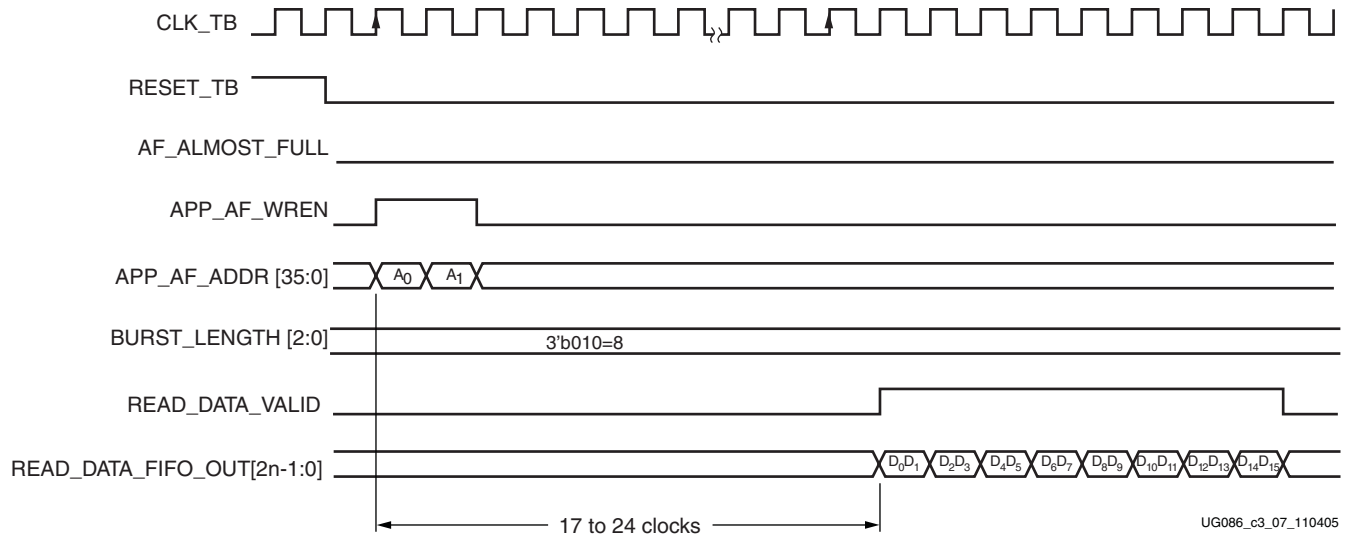 CLK_TB
RESET_TB
AF_ALMOST_FULL
APP_AF_WREN
APP_AF_ADDR [35:0]
A0 A1
BURST_LENGTH [2:0]
3'b010=8
READ_DATA_VALID
READ_DATA_FIFO_OUT[2n-1:0]
D0D1 D2D3 D4D5 D6D7 D8D9 D10D11 D12D13 D14D15
17 to 24 clocks
UG086_c3_07_110405